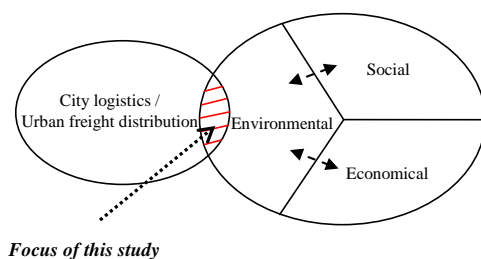 City logistics /
Urban freight distribution
Environmental
Social
Economical
Focus of this study